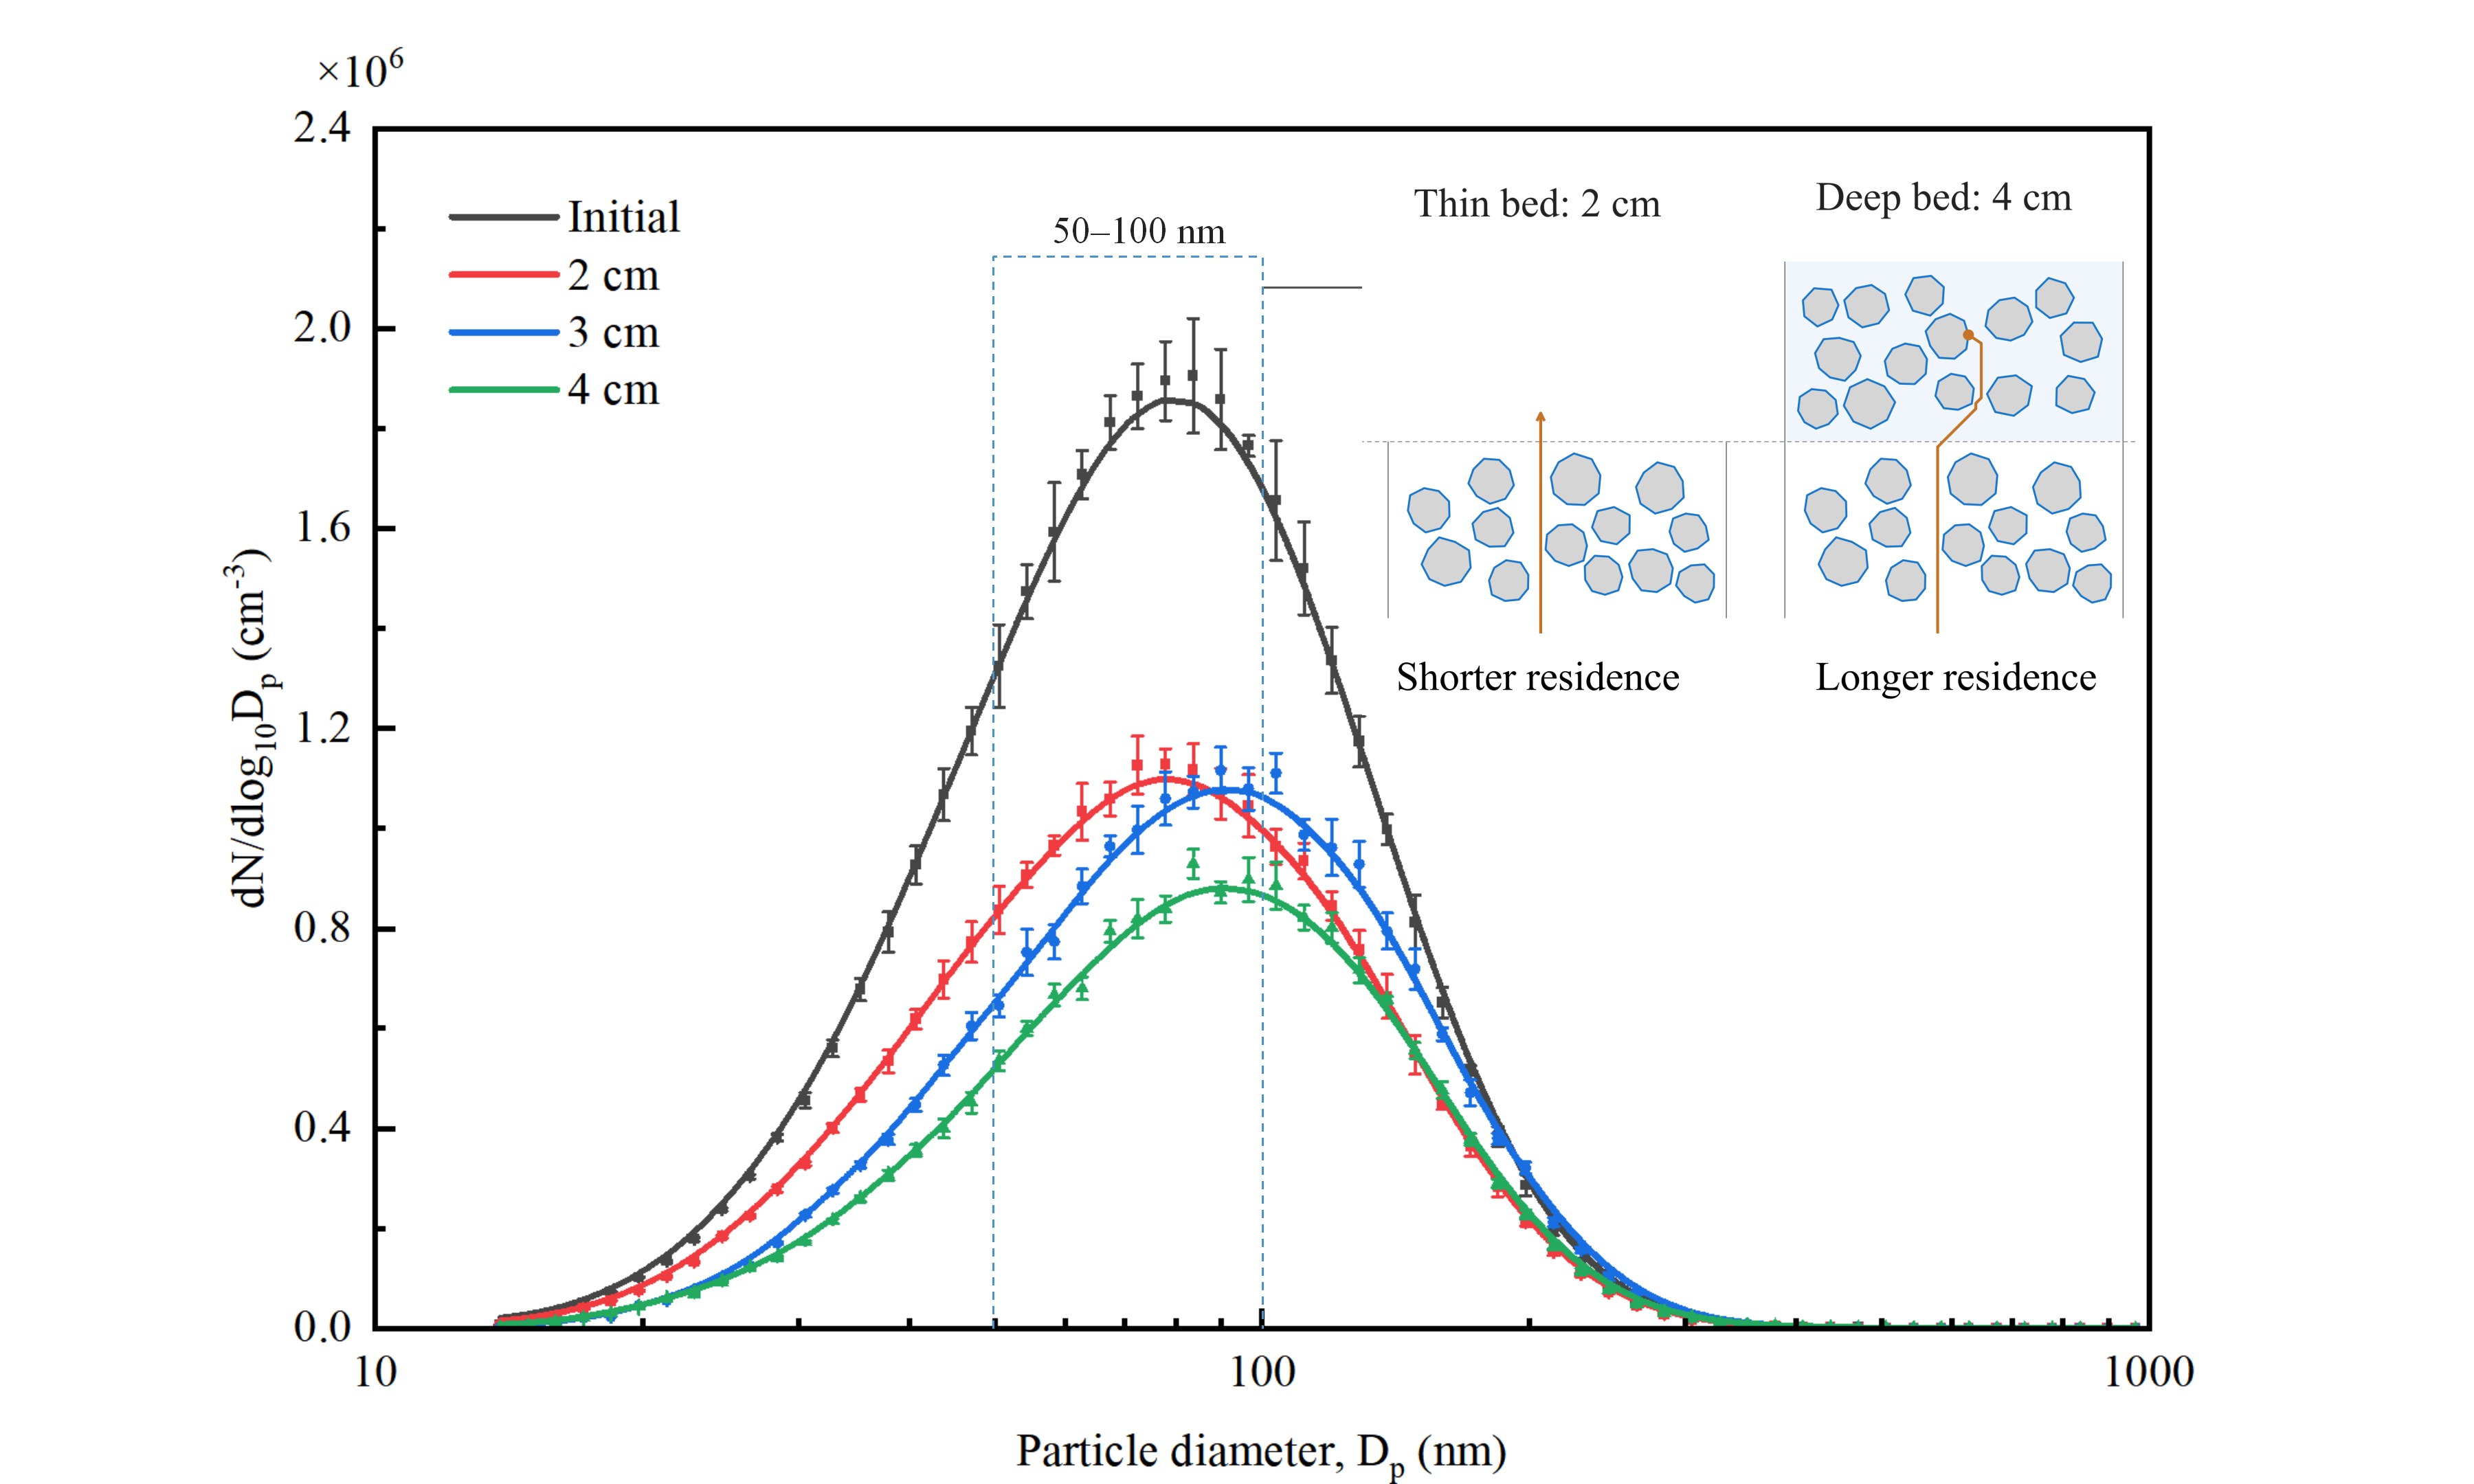 ×10⁶
2.4
2.0
1.6
1.2
0.8
0.4
0.0
dN/dlog₁₀Dₚ (cm⁻³)
Initial
2 cm
3 cm
4 cm
50–100 nm
Thin bed: 2 cm
Deep bed: 4 cm
Shorter residence
Longer residence
10
100
1000
Particle diameter, Dₚ (nm)